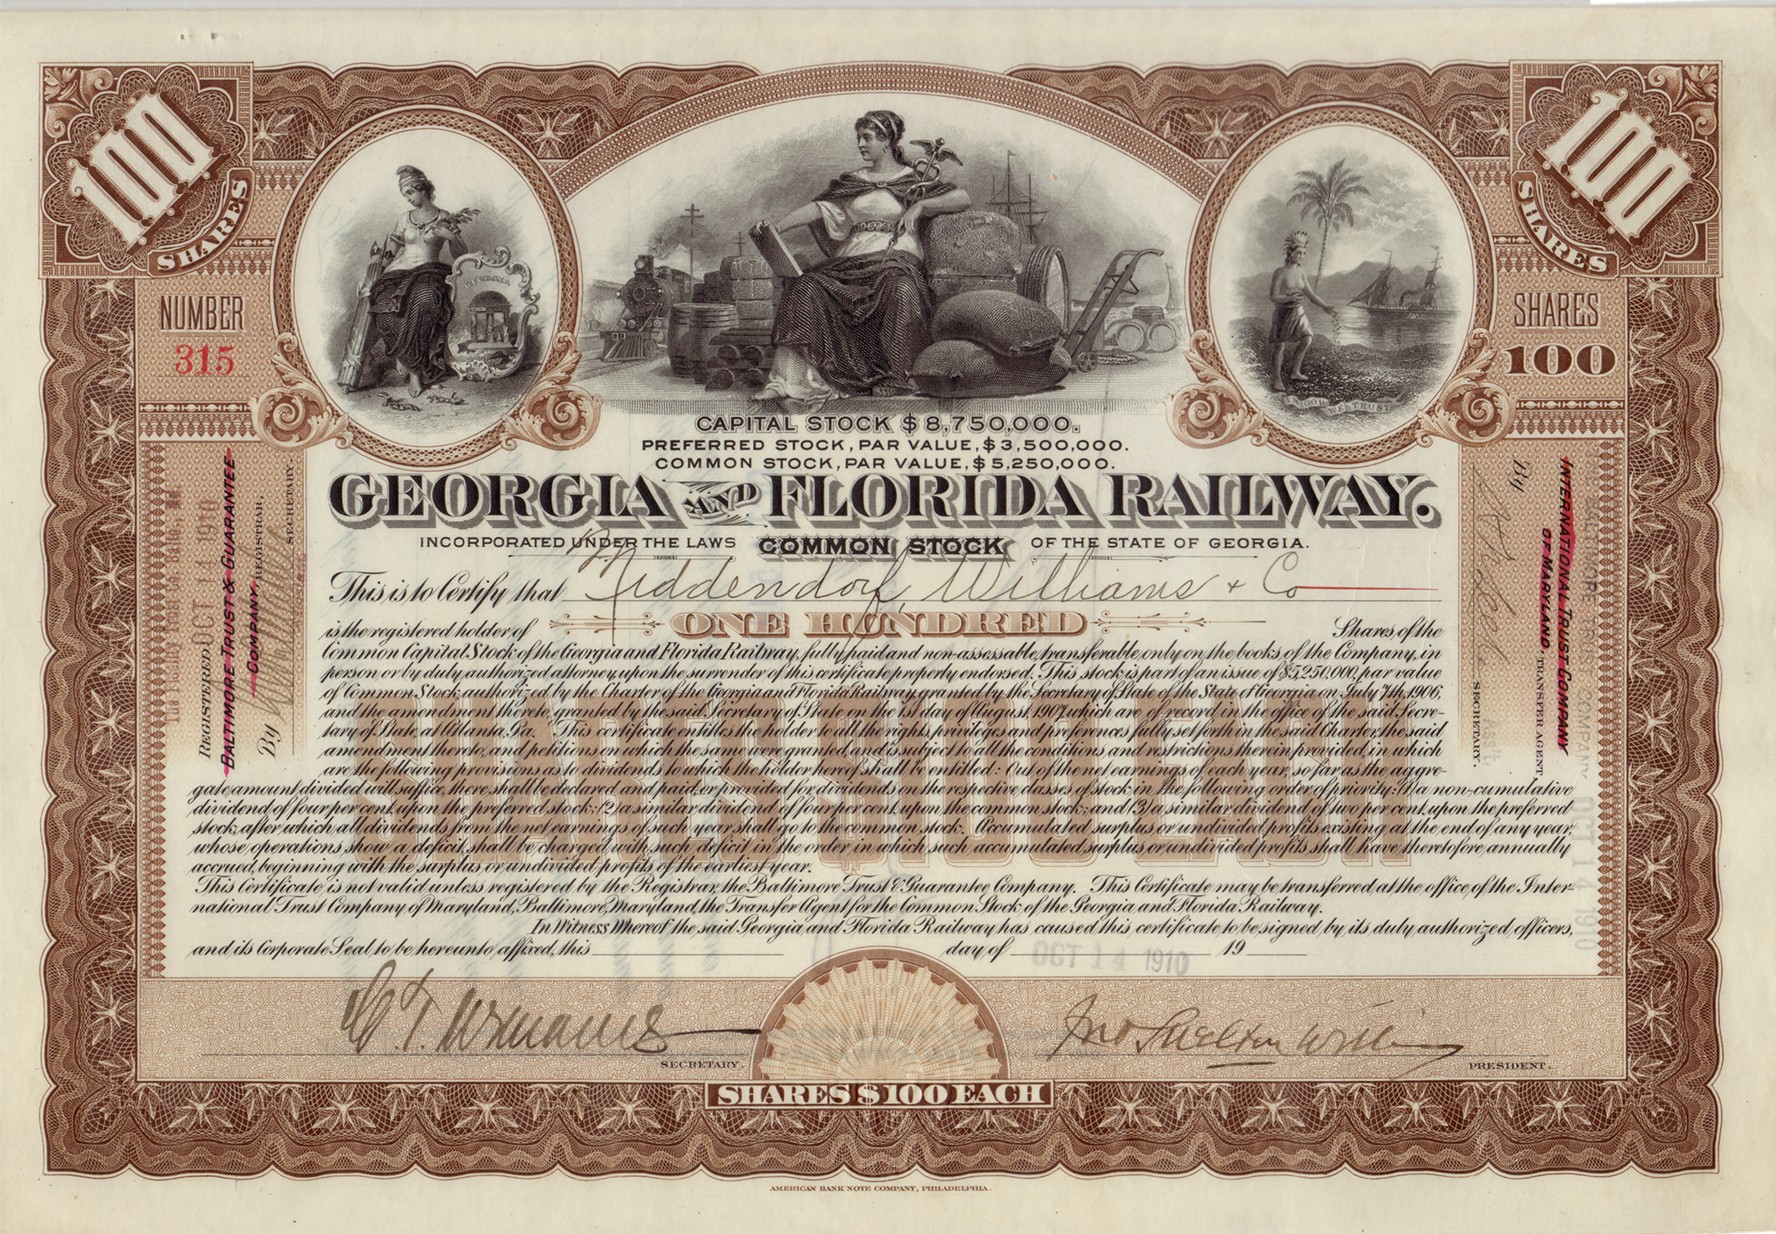 100 SHARES
100 SHARES
NUMBER
315
SHARES
100
IN GOD WE TRUST
CAPITAL STOCK $8,750,000.
PREFERRED STOCK, PAR VALUE, $3,500,000.
COMMON STOCK, PAR VALUE, $5,250,000.
GEORGIA AND FLORIDA RAILWAY.
INCORPORATED UNDER THE LAWS COMMON STOCK OF THE STATE OF GEORGIA.
This is to Certify that Middendorf, Williams & Co
is the registered holder of ONE HUNDRED Shares of the
Common Capital Stock of the Georgia and Florida Railway, fully paid and non-assessable, transferable only on the books of the Company, in
person or by duly authorized attorney, upon the surrender of this certificate properly endorsed. This stock is part of an issue of $5,250,000, par value
of Common Stock, authorized by the Charter of the Georgia and Florida Railway granted by the Secretary of State of the State of Georgia on July 7th, 1906,
and the amendment thereto, granted by the said Secretary of State on the 1st day of August, 1907, which are of record in the office of the said Secre-
tary of State, at Atlanta, Ga. This certificate entitles the holder to all the rights, privileges and preferences fully set forth in the said Charter, the said
amendment thereto, and petitions on which the same were granted, and is subject to all the conditions and restrictions therein provided, in which
are the following provisions as to dividends to which the holder hereof shall be entitled: Out of the net earnings of each year, so far as the aggre-
gate amount divided will suffice, there shall be declared and paid, or provided for, dividends on the respective classes of stock in the following order of priority: (1) a non-cumulative
dividend of four per cent. upon the preferred stock: (2) a similar dividend of four per cent. upon the common stock; and (3) a similar dividend of two per cent. upon the preferred
stock, after which all dividends from the net earnings of such year shall go to the common stock. Accumulated surplus or undivided profits existing at the end of any year,
whose operations show a deficit, shall be charged with such deficit in the order in which such accumulated surplus or undivided profits shall have theretofore annually
accrued, beginning with the surplus or undivided profits of the earliest year.
This Certificate is not valid unless registered by the Registrar, the Baltimore Trust & Guarantee Company. This Certificate may be transferred at the office of the Inter-
national Trust Company of Maryland, Baltimore, Maryland, the Transfer Agent for the Common Stock of the Georgia and Florida Railway.
In Witness Whereof the said Georgia and Florida Railway has caused this certificate to be signed, by its duly authorized officers,
and its Corporate Seal to be hereunto affixed, this day of OCT 14 1910 19
SECRETARY.
Jno Skelton Williams
PRESIDENT.
SHARES $100 EACH
AMERICAN BANK NOTE COMPANY, PHILADELPHIA.
REGISTERED: OCT 14 1910
BALTIMORE TRUST & GUARANTEE
COMPANY, REGISTRAR,
By SECRETARY.
INTERNATIONAL TRUST COMPANY
OF MARYLAND, TRANSFER AGENT
By SECRETARY.
OCT 14 1910